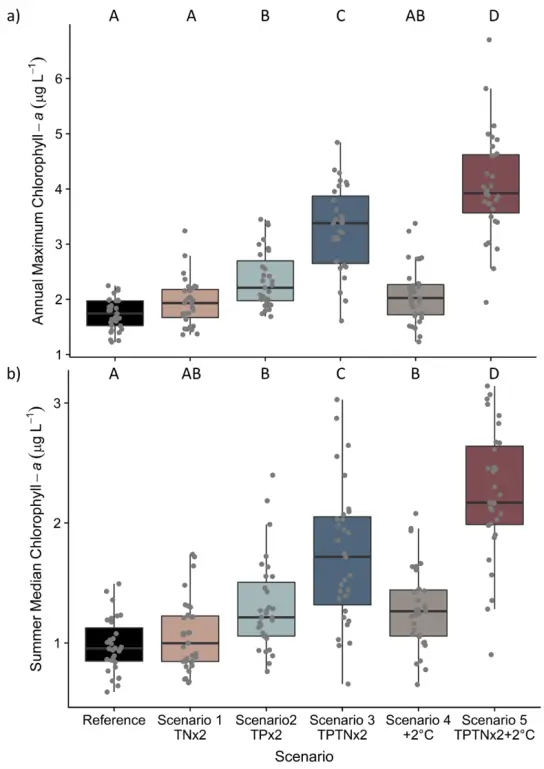 a) A A B C AB D
Annual Maximum Chlorophyll – a (μg L⁻¹)
6
5
4
3
2
1
b) A AB B C B D
Summer Median Chlorophyll – a (μg L⁻¹)
3
2
1
Reference Scenario 1 Scenario2 Scenario 3 Scenario 4 Scenario 5
TNx2 TPx2 TPTNx2 +2°C TPTNx2+2°C
Scenario